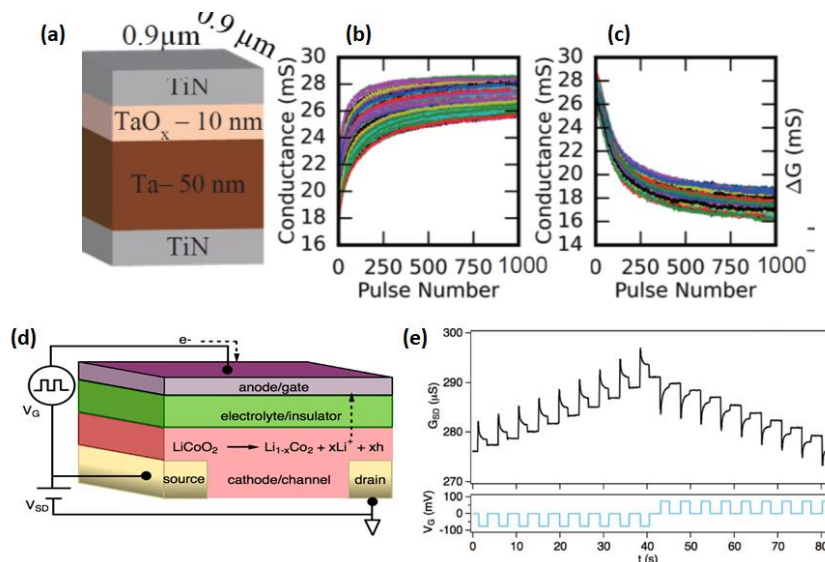 (a)
0.9µm
0.9 µm
TiN
TaOx – 10 nm
Ta– 50 nm
TiN
(b)
Conductance (mS)
30
28
26
24
22
20
18
16
0 250 500 750 1000
Pulse Number
(c)
Conductance (mS)
30
28
26
24
22
20
18
16
14
0 250 500 750 1000
Pulse Number
ΔG (mS)
(d)
e-
VG
VSD
anode/gate
electrolyte/insulator
LiCoO2 → Li1-xCo2 + xLi+ + xh
source
cathode/channel
drain
(e)
GSD (µS)
300
290
280
270
VG (mV)
100
0
-100
0 10 20 30 40 50 60 70 80
t (s)